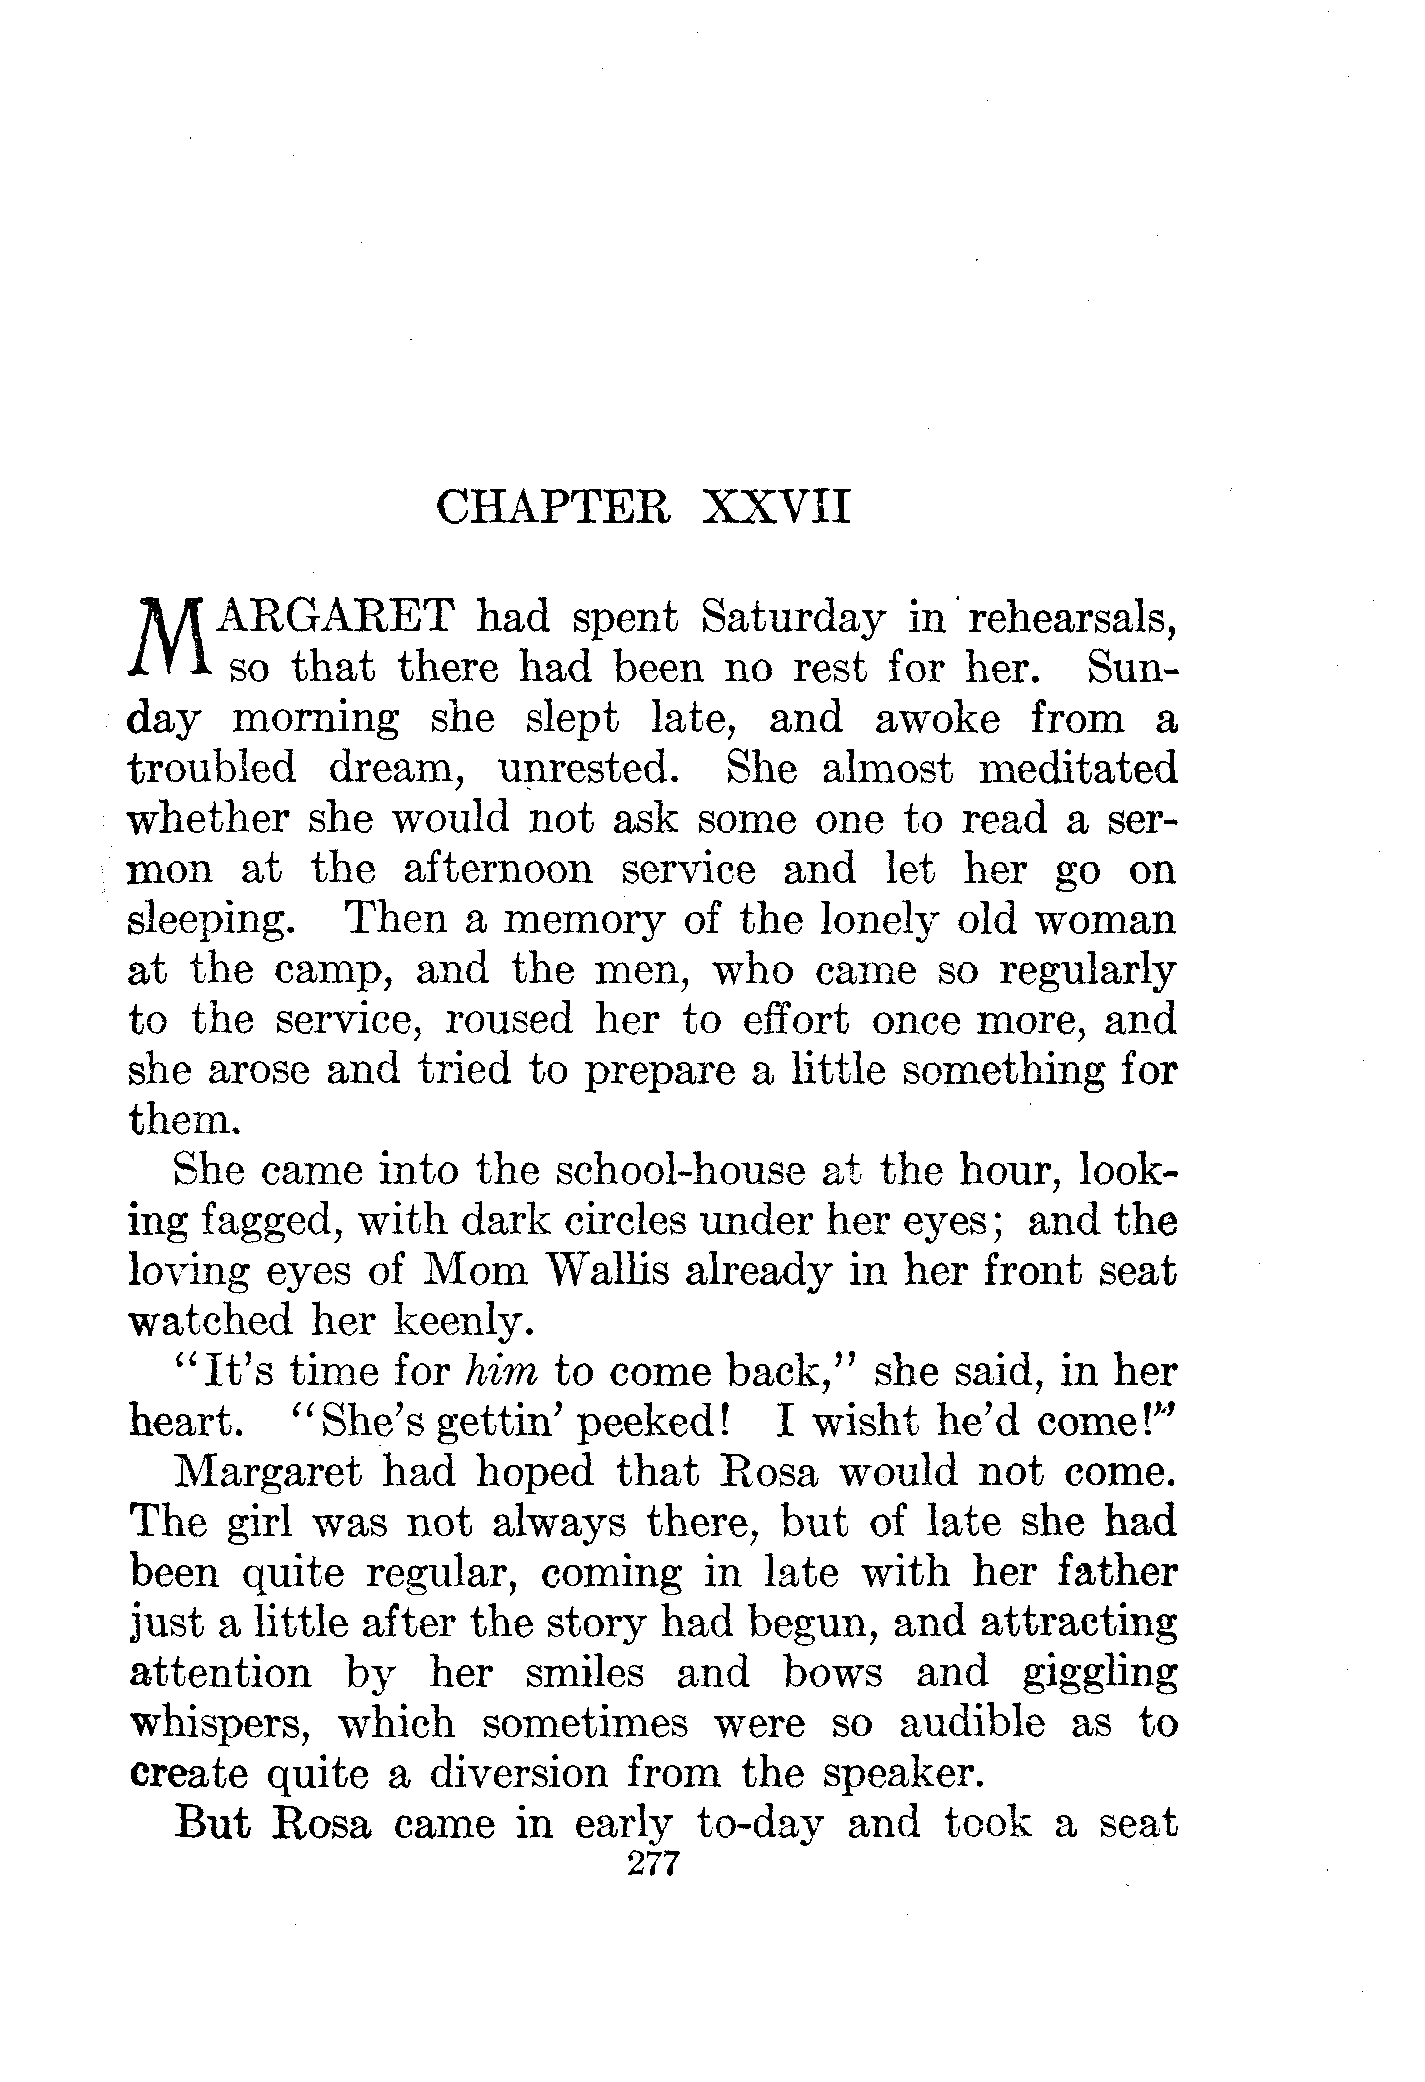 CHAPTER XXVII
MARGARET had spent Saturday in rehearsals,
so that there had been no rest for her. Sun-
day morning she slept late, and awoke from a
troubled dream, unrested. She almost meditated
whether she would not ask some one to read a ser-
mon at the afternoon service and let her go on
sleeping. Then a memory of the lonely old woman
at the camp, and the men, who came so regularly
to the service, roused her to effort once more, and
she arose and tried to prepare a little something for
them.
She came into the school-house at the hour, look-
ing fagged, with dark circles under her eyes; and the
loving eyes of Mom Wallis already in her front seat
watched her keenly.
"It's time for him to come back," she said, in her
heart. "She's gettin' peeked! I wisht he'd come!"
Margaret had hoped that Rosa would not come.
The girl was not always there, but of late she had
been quite regular, coming in late with her father
just a little after the story had begun, and attracting
attention by her smiles and bows and giggling
whispers, which sometimes were so audible as to
create quite a diversion from the speaker.
But Rosa came in early to-day and took a seat
277